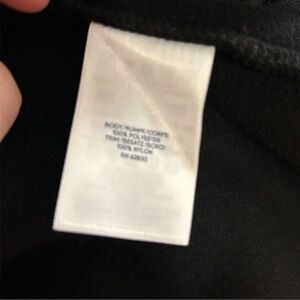 BODY/RUMPF/CORPS
100% POLYESTER
TRIM/BESATZ/BORD
100% NYLON